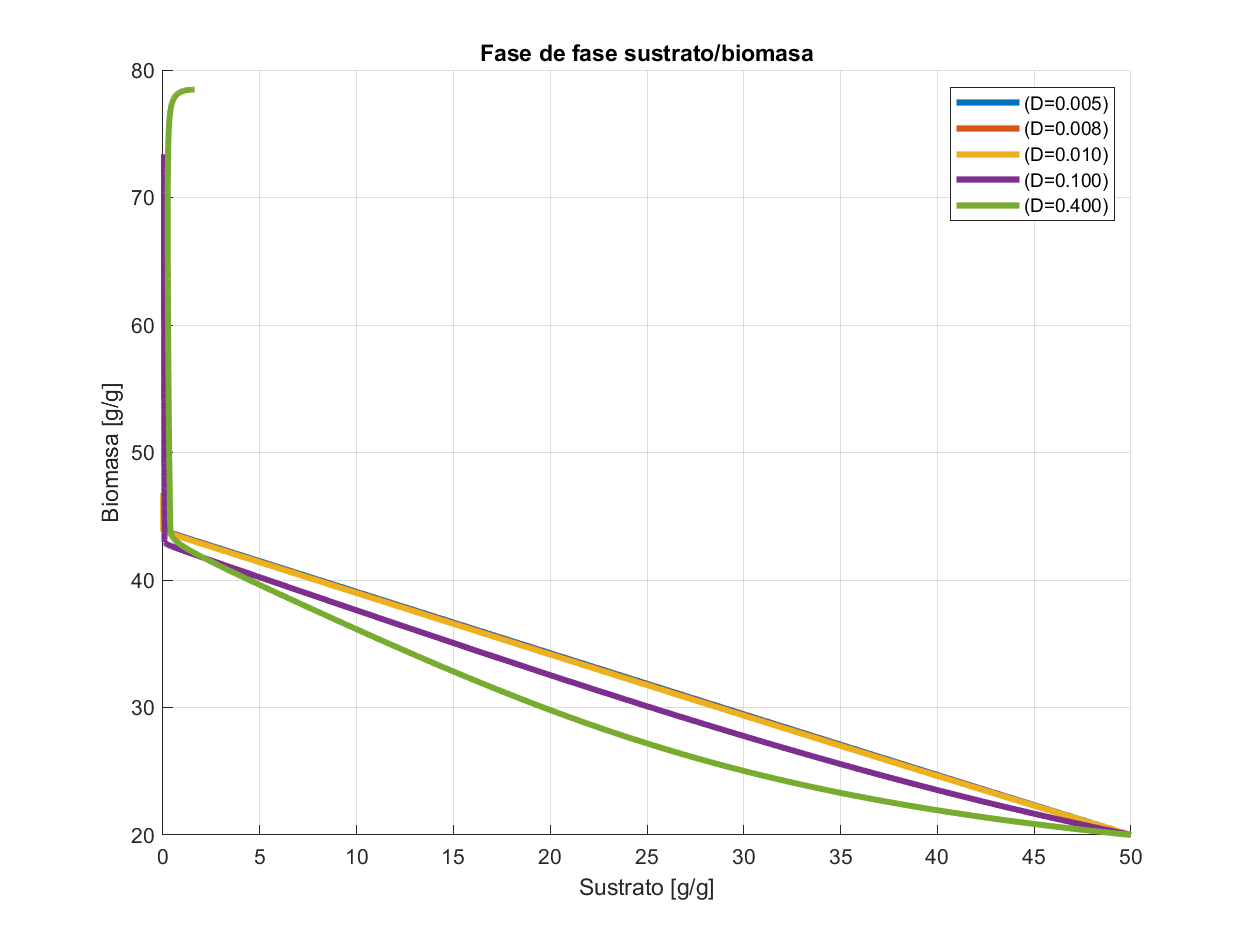 Fase de fase sustrato/biomasa
80
70
60
50
40
30
20
Biomasa [g/g]
0 5 10 15 20 25 30 35 40 45 50
Sustrato [g/g]
(D=0.005)
(D=0.008)
(D=0.010)
(D=0.100)
(D=0.400)